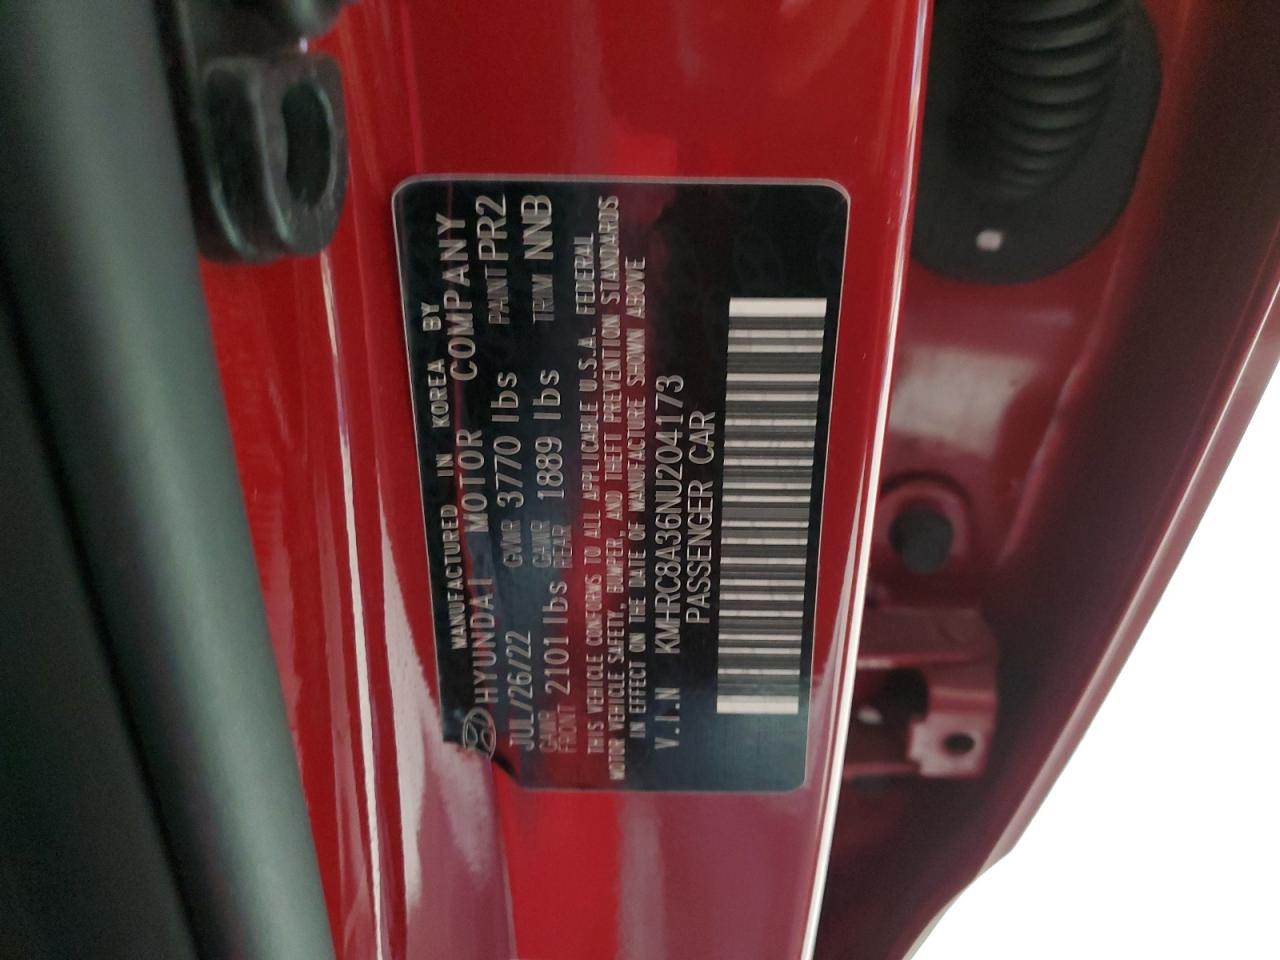 MANUFACTURED IN KOREA BY
HYUNDAI MOTOR COMPANY
JUL/26/22 GVWR 3770 lbs PAINT PR2
GAWR FRONT 2101 lbs GAWR REAR 1889 lbs TRIM NNB
THIS VEHICLE CONFORMS TO ALL APPLICABLE U.S.A. FEDERAL
MOTOR VEHICLE SAFETY, BUMPER, AND THEFT PREVENTION STANDARDS
IN EFFECT ON THE DATE OF MANUFACTURE SHOWN ABOVE
V.I.N KMHRC8A36NU204173
PASSENGER CAR